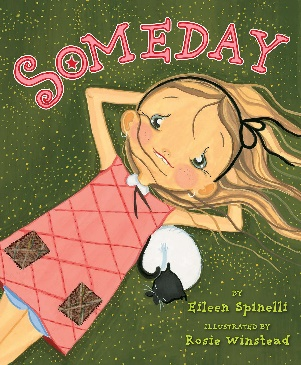 SOMEDAY
BY
Eileen Spinelli
ILLUSTRATED BY
Rosie Winstead